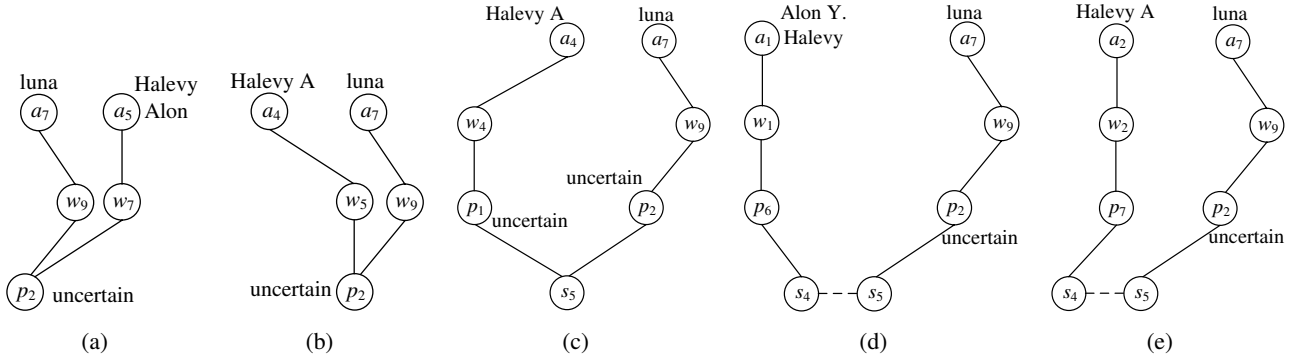 luna
Halevy
Alon
a7
a5
w9
w7
p2
uncertain
(a)
Halevy A
luna
a4
a7
w5
w9
uncertain
p2
(b)
Halevy A
luna
a4
a7
w4
w9
uncertain
p1
uncertain
p2
s5
(c)
Alon Y.
Halevy
luna
a1
a7
w1
w9
p6
p2
uncertain
s4
s5
(d)
Halevy A
luna
a2
a7
w2
w9
p7
p2
uncertain
s4
s5
(e)